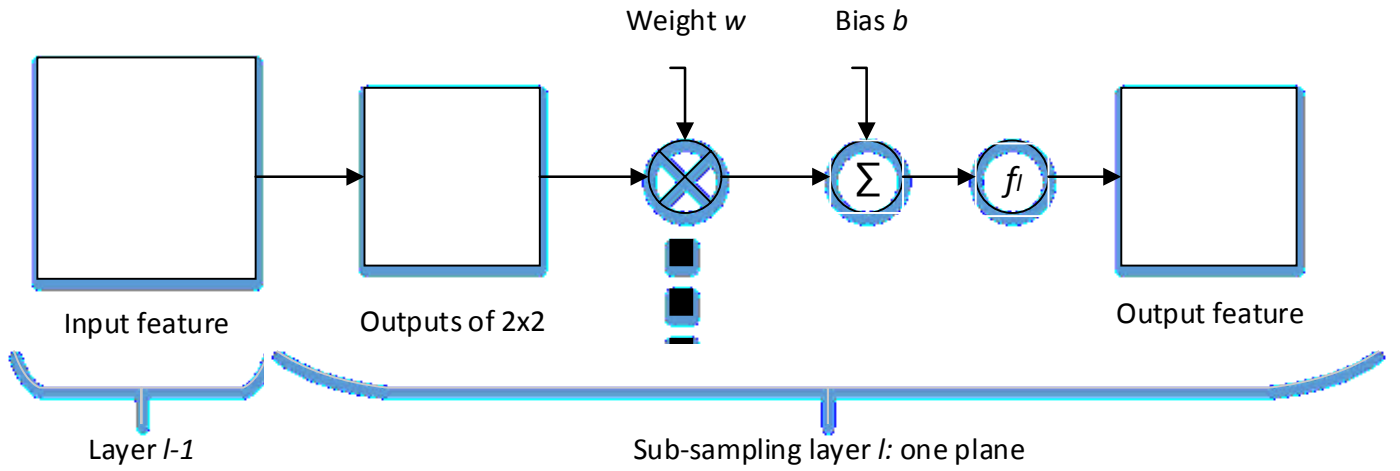 Weight w
Bias b
∑
fl
Input feature
Outputs of 2x2
Output feature
Layer l-1
Sub-sampling layer l: one plane